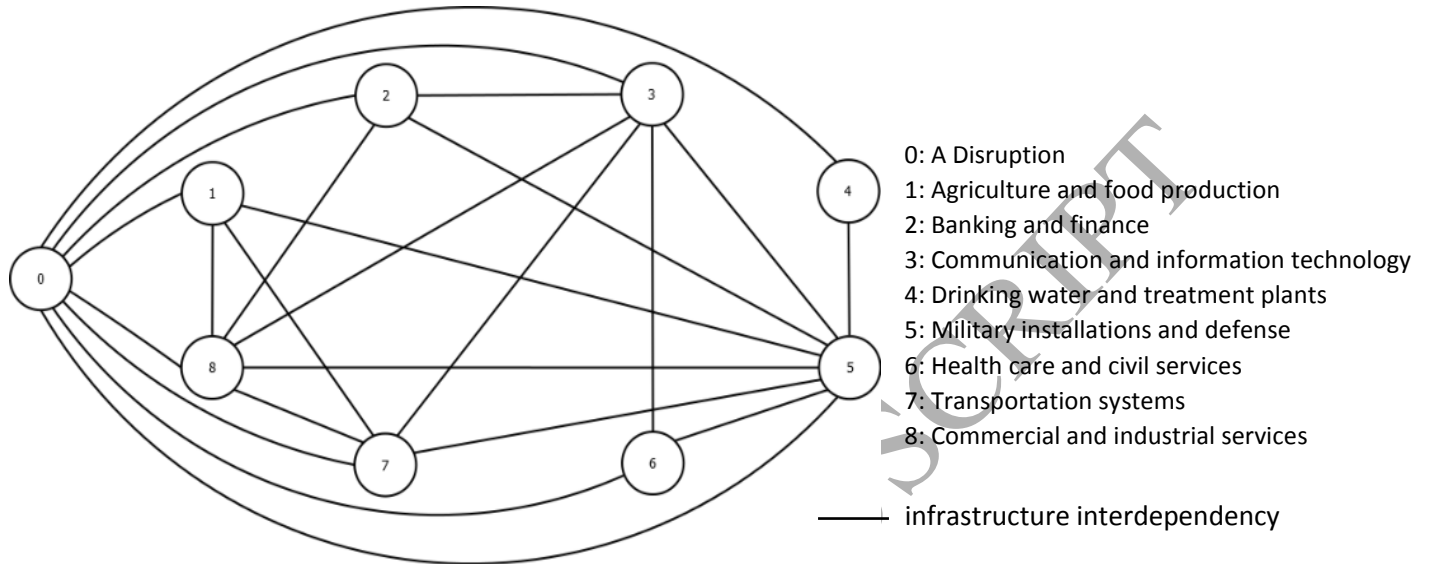 2
3
1
4
0
8
5
7
6
0: A Disruption
1: Agriculture and food production
2: Banking and finance
3: Communication and information technology
4: Drinking water and treatment plants
5: Military installations and defense
6: Health care and civil services
7: Transportation systems
8: Commercial and industrial services
infrastructure interdependency
SCRIPT